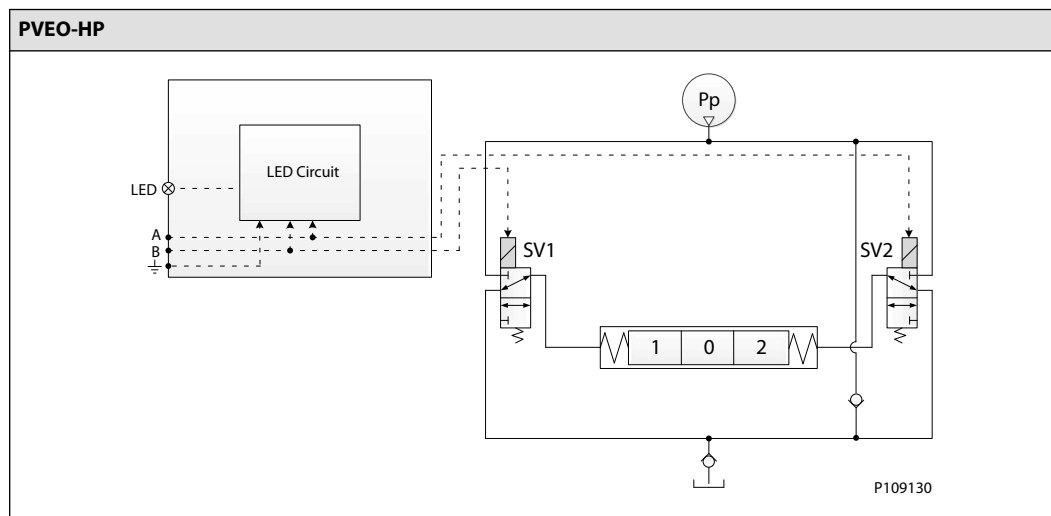 PVEO-HP
Pp
LED Circuit
LED
A
B
SV1
SV2
1 0 2
P109130